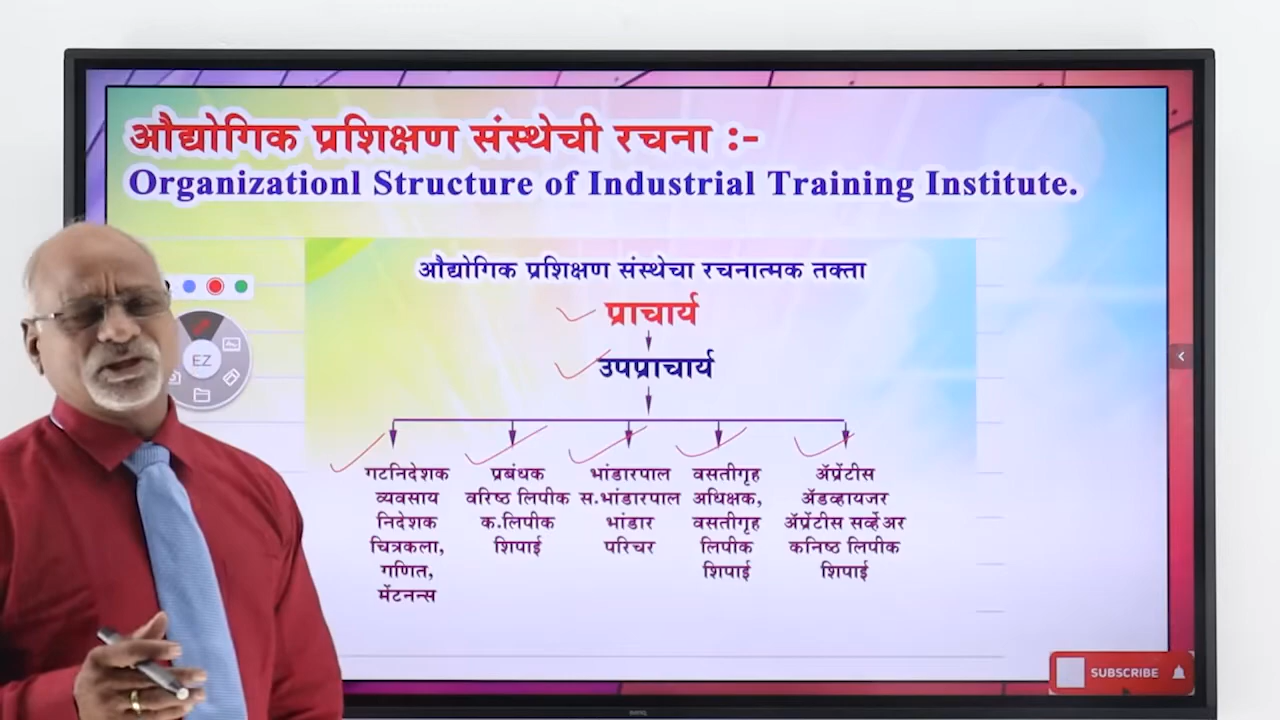 औद्योगिक प्रशिक्षण संस्थेची रचना :-
Organizationl Structure of Industrial Training Institute.
औद्योगिक प्रशिक्षण संस्थेचा रचनात्मक तक्ता
प्राचार्य
उपप्राचार्य
गटनिदेशक
व्यवसाय
निदेशक
चित्रकला,
गणित,
मेंटनन्स
प्रबंधक
वरिष्ठ लिपीक
क.लिपीक
शिपाई
भांडारपाल
स.भांडारपाल
भांडार
परिचर
वसतीगृह
अधिक्षक,
वसतीगृह
लिपीक
शिपाई
ॲप्रेंटीस
ॲडव्हायजर
ॲप्रेंटीस सर्व्हेअर
कनिष्ठ लिपीक
शिपाई
EZ
SUBSCRIBE
BENQ